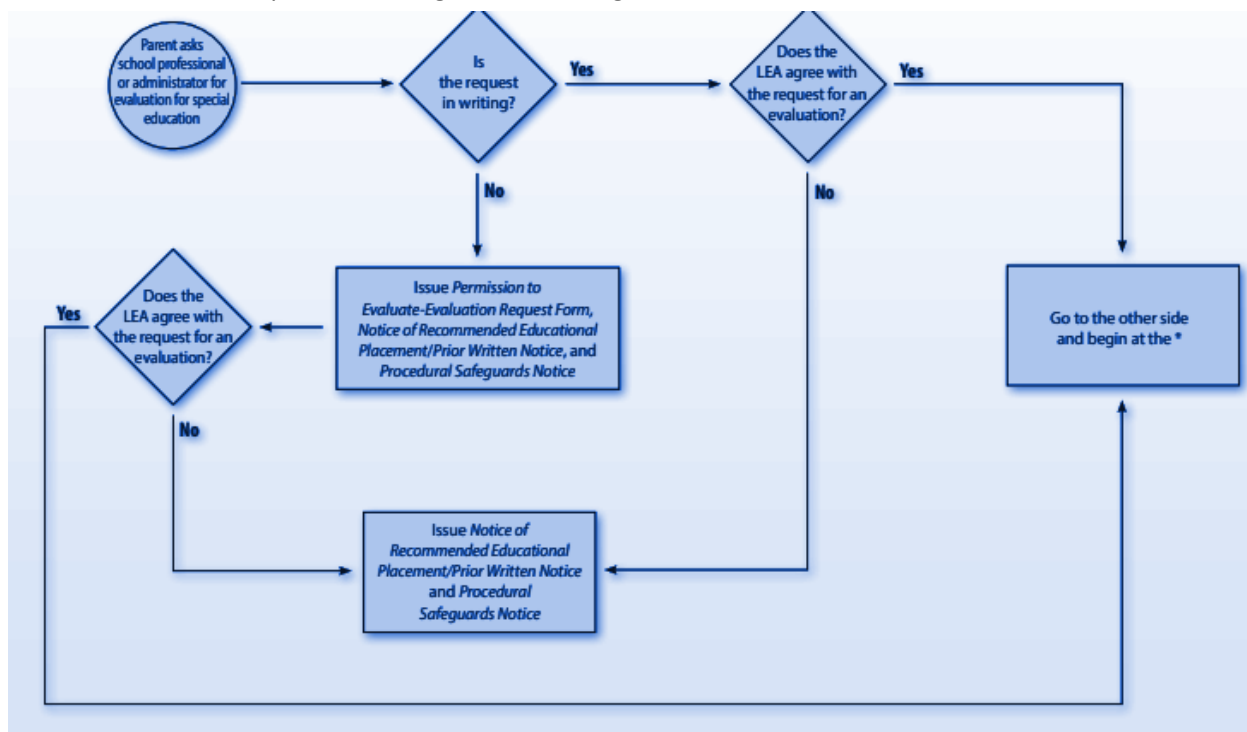 Parent asks
school professional
or administrator for
evaluation for special
education
Is
the request
in writing?
Yes
Does the
LEA agree with
the request for an
evaluation?
Yes
No
No
Issue Permission to
Evaluate-Evaluation Request Form,
Notice of Recommended Educational
Placement/Prior Written Notice, and
Procedural Safeguards Notice
Go to the other side
and begin at the *
Does the
LEA agree with
the request for an
evaluation?
Yes
No
Issue Notice of
Recommended Educational
Placement/Prior Written Notice
and Procedural
Safeguards Notice